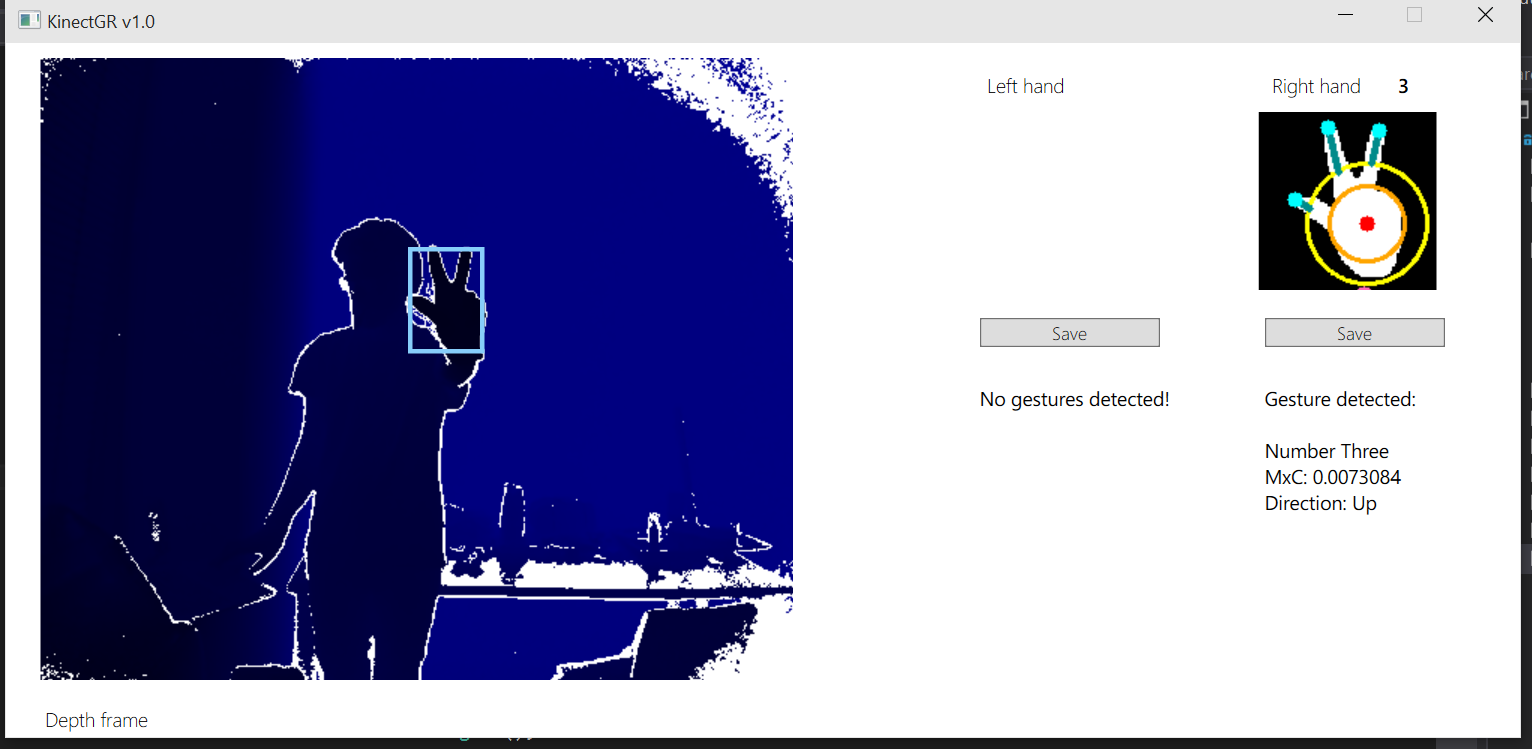 KinectGR v1.0
Left hand
Right hand 3
Save
Save
No gestures detected!
Gesture detected:
Number Three
MxC: 0.0073084
Direction: Up
Depth frame